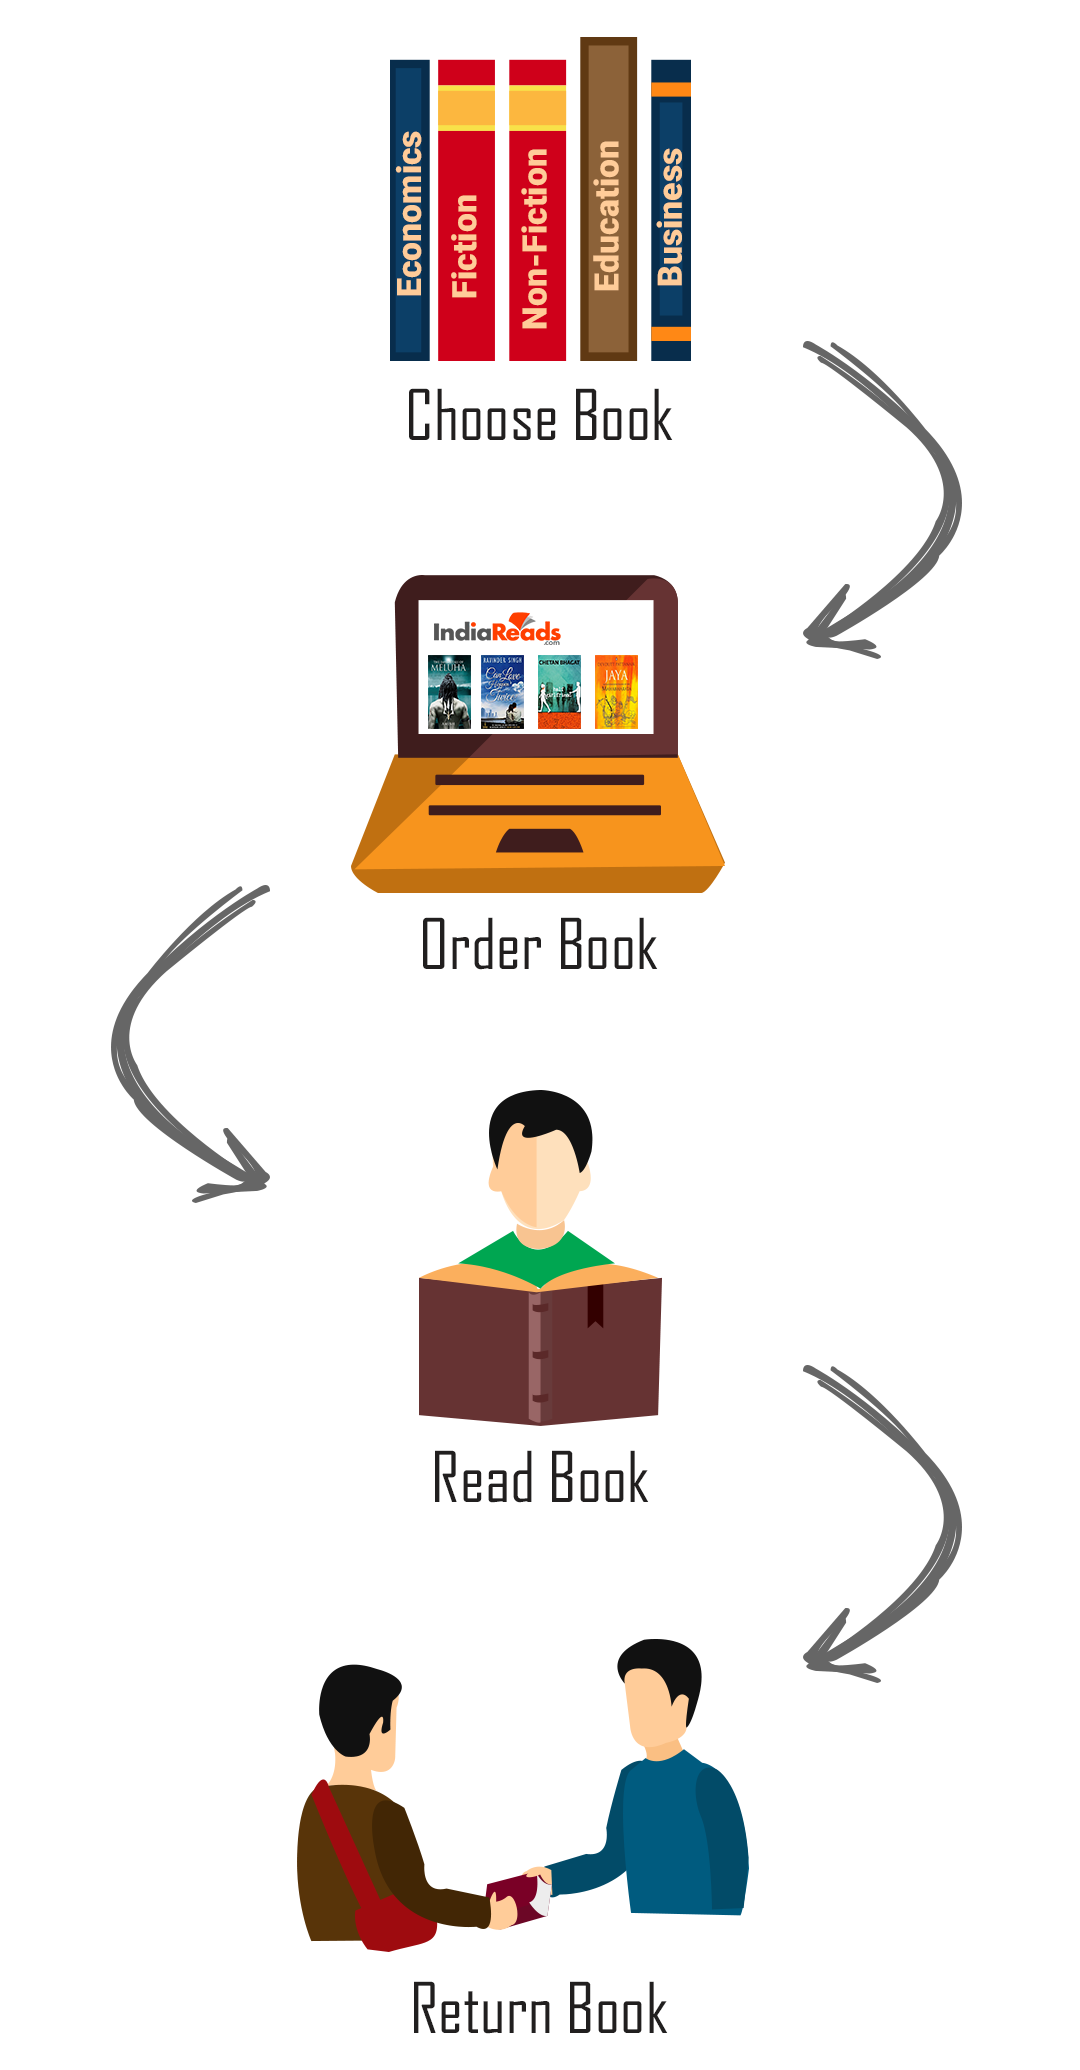 Economics
Fiction
Non-Fiction
Education
Business
Choose Book
IndiaReads
.com
MELUHA
RAVINDER SINGH
Can Love
Happen
Twice
CHETAN BHAGAT
JAYA
Order Book
Read Book
Return Book